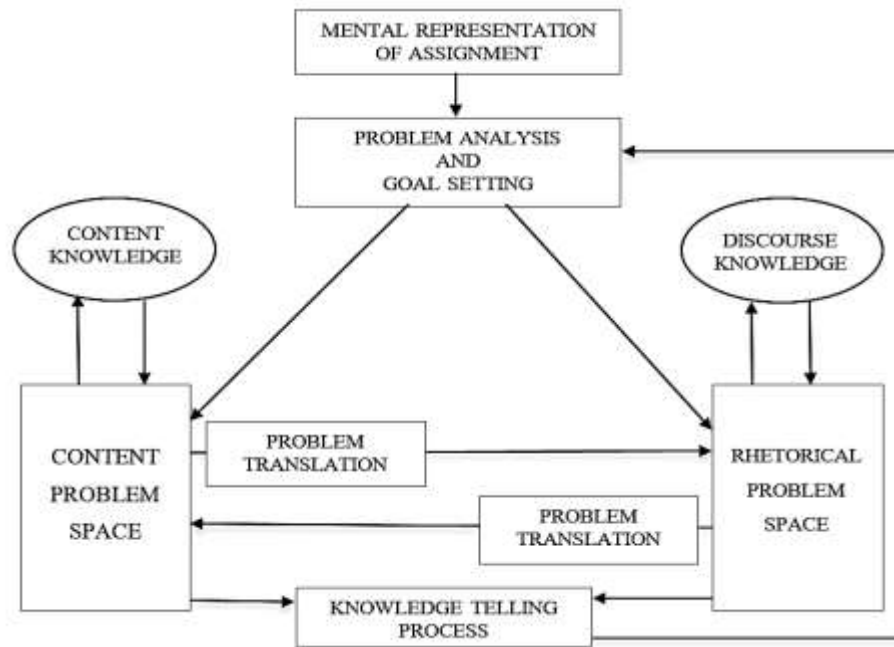 MENTAL REPRESENTATION
OF ASSIGNMENT
PROBLEM ANALYSIS
AND
GOAL SETTING
CONTENT
KNOWLEDGE
DISCOURSE
KNOWLEDGE
CONTENT
PROBLEM
SPACE
PROBLEM
TRANSLATION
RHETORICAL
PROBLEM
SPACE
PROBLEM
TRANSLATION
KNOWLEDGE TELLING
PROCESS